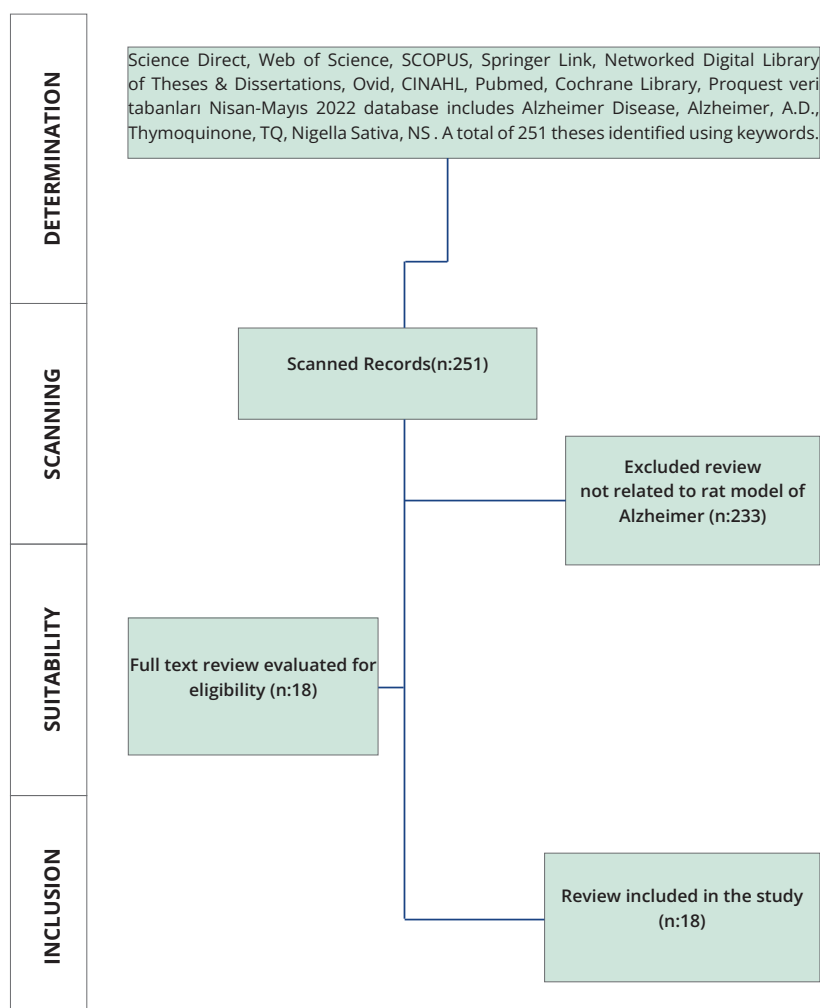 DETERMINATION
Science Direct, Web of Science, SCOPUS, Springer Link, Networked Digital Library
of Theses & Dissertations, Ovid, CINAHL, Pubmed, Cochrane Library, Proquest veri
tabanları Nisan-Mayıs 2022 database includes Alzheimer Disease, Alzheimer, A.D.,
Thymoquinone, TQ, Nigella Sativa, NS . A total of 251 theses identified using keywords.
SCANNING
Scanned Records(n:251)
Excluded review
not related to rat model of
Alzheimer (n:233)
SUITABILITY
Full text review evaluated for
eligibility (n:18)
INCLUSION
Review included in the study
(n:18)